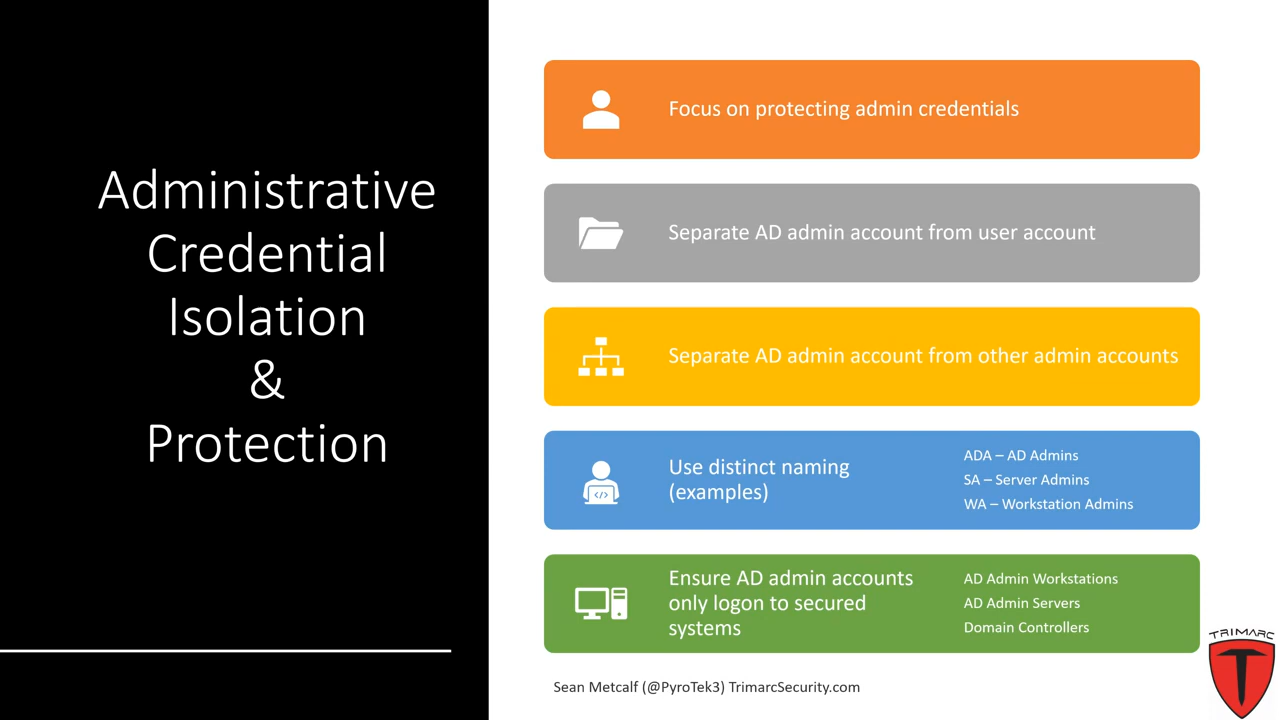 Administrative
Credential
Isolation
&
Protection
Focus on protecting admin credentials
Separate AD admin account from user account
Separate AD admin account from other admin accounts
Use distinct naming
(examples)
ADA – AD Admins
SA – Server Admins
WA – Workstation Admins
Ensure AD admin accounts
only logon to secured
systems
AD Admin Workstations
AD Admin Servers
Domain Controllers
Sean Metcalf (@PyroTek3) TrimarcSecurity.com
TRIMARC